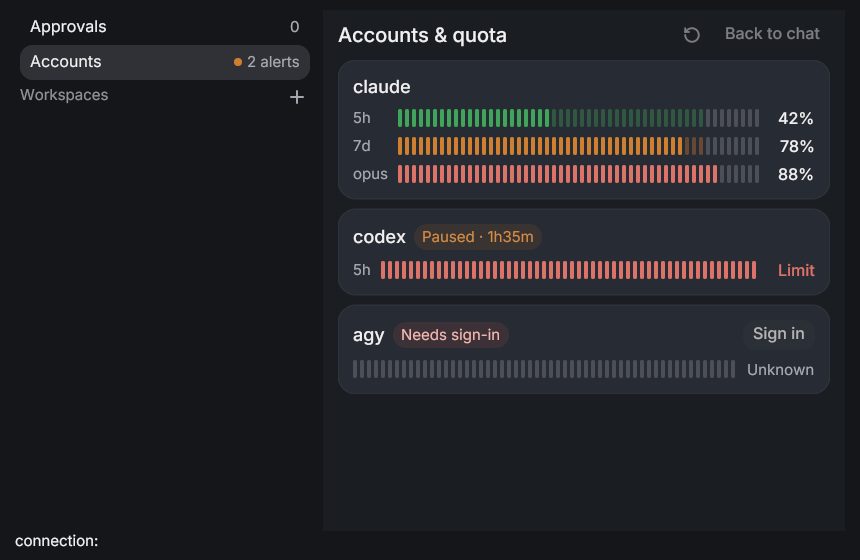 Approvals 0
Accounts 2 alerts
Workspaces +
Accounts & quota Back to chat
claude
5h 42%
7d 78%
opus 88%
codex Paused · 1h35m
5h Limit
agy Needs sign-in Sign in
Unknown
connection: